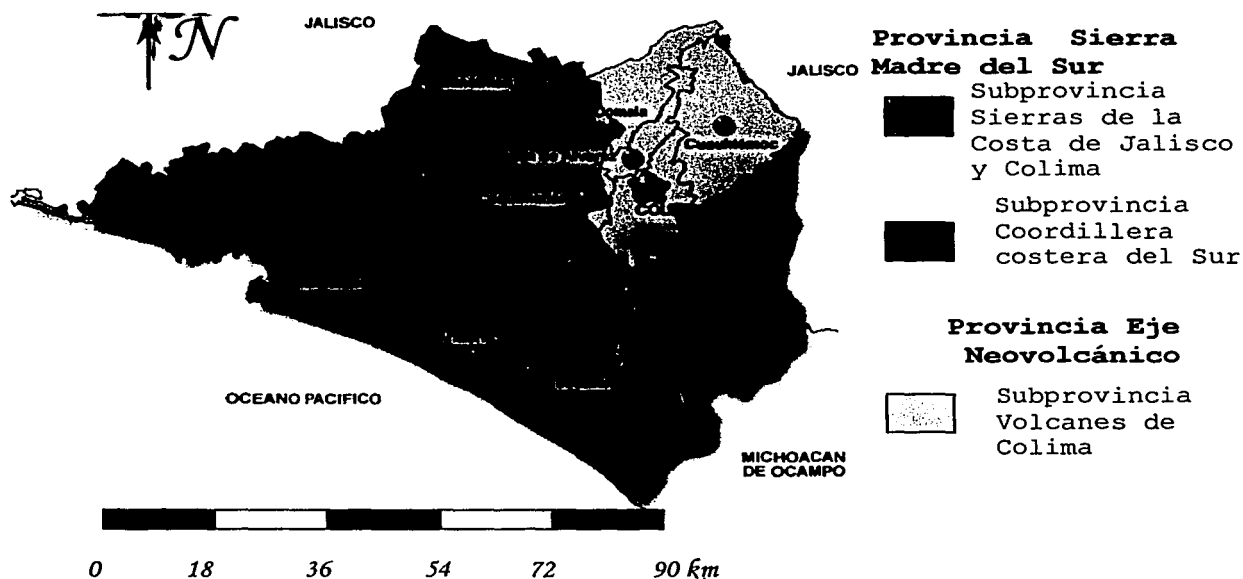 N
JALISCO
JALISCO
Comala
Cuauhtémoc
OCEANO PACIFICO
MICHOACAN
DE OCAMPO
0 18 36 54 72 90 km
Provincia Sierra
Madre del Sur
Subprovincia
Sierras de la
Costa de Jalisco
y Colima
Subprovincia
Coordillera
costera del Sur
Provincia Eje
Neovolcánico
Subprovincia
Volcanes de
Colima